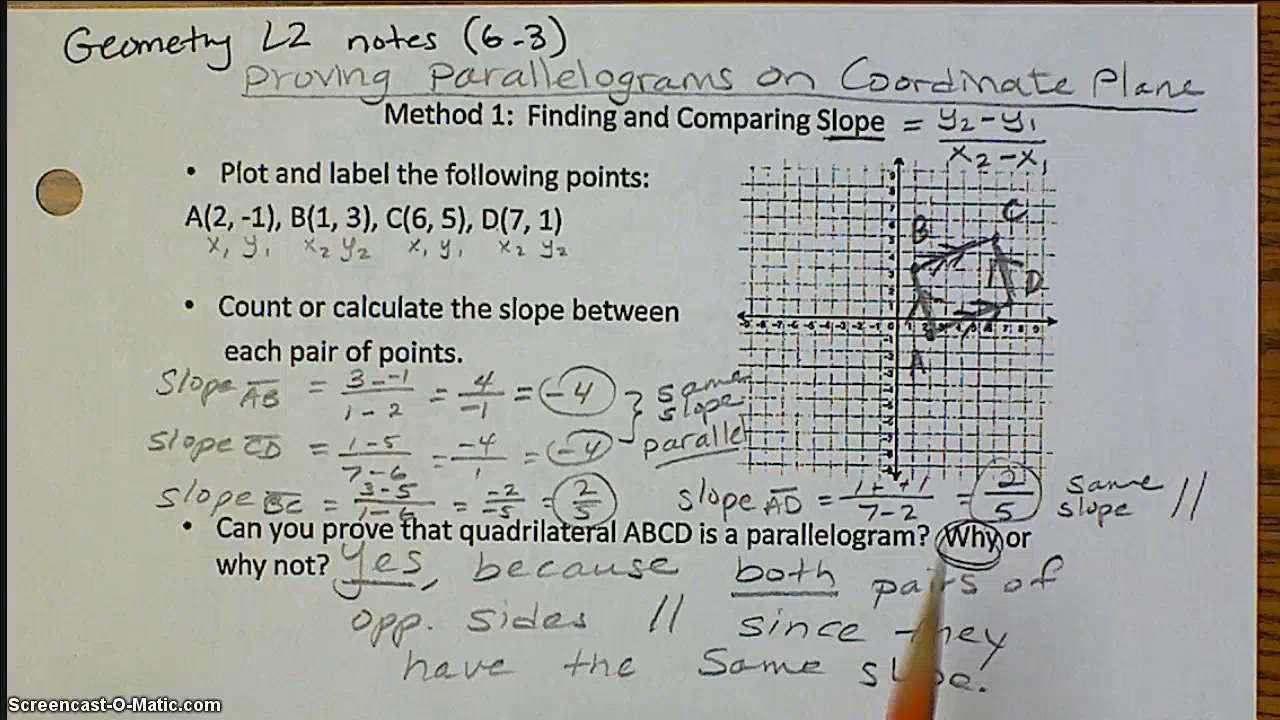 Geometry L2 notes (6-3)
Proving Parallelograms on Coordinate Plane
Method 1: Finding and Comparing Slope = y₂-y₁ / x₂-x₁
• Plot and label the following points:
A(2, -1), B(1, 3), C(6, 5), D(7, 1)
x₁ y₁ x₂ y₂ x₁ y₁ x₂ y₂
B C
D
A
• Count or calculate the slope between
each pair of points.
Slope AB = 3--1 / 1-2 = 4 / -1 = -4 } same slope
slope CD = 1-5 / 7-6 = -4 / 1 = -4 parallel
slope BC = 3-5 / 1-6 = -2 / -5 = 2/5 slope AD = / 7-2 = 2/5 same slope //
• Can you prove that quadrilateral ABCD is a parallelogram? Why or
why not? Yes, because both pairs of
opp. sides // since they
have the same slope.
Screencast-O-Matic.com